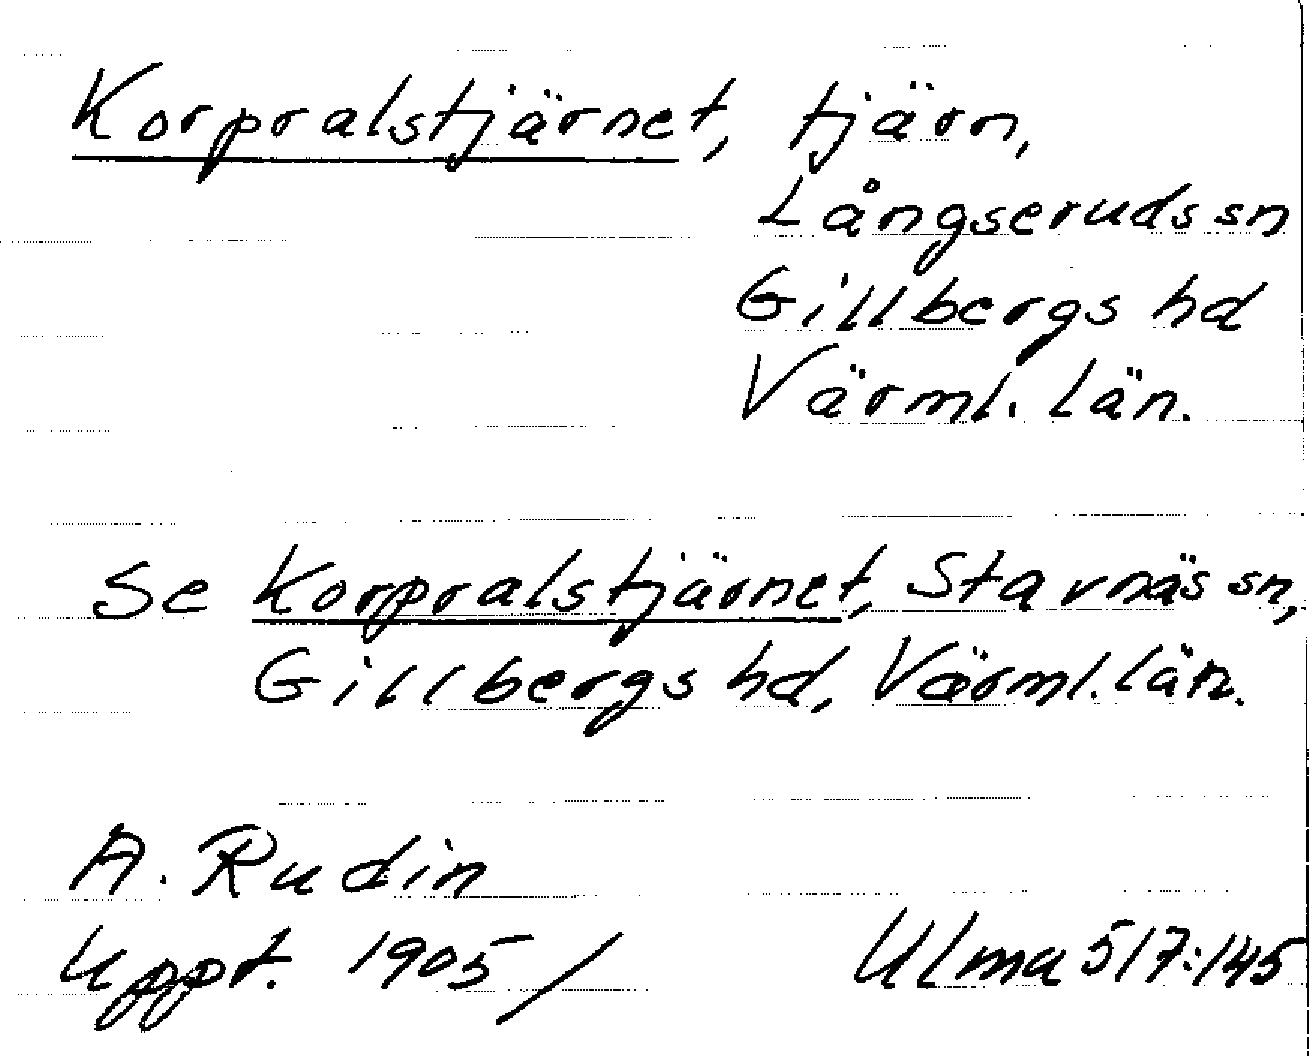 Korpralstjärnet, tjärn,
Långseruds sn
Gillbergs hd
Värml. län.
Se Korpralstjärnet, Stavnäs sn,
Gillbergs hd, Värml. län.
A. Rudin
Uppt. 1905 /
Ulma 517:145